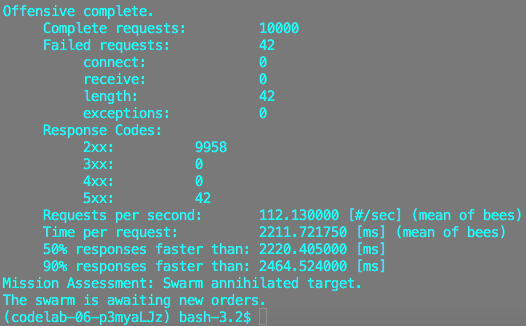 Offensive complete.
Complete requests: 10000
Failed requests: 42
connect: 0
receive: 0
length: 42
exceptions: 0
Response Codes:
2xx: 9958
3xx: 0
4xx: 0
5xx: 42
Requests per second: 112.130000 [#/sec] (mean of bees)
Time per request: 2211.721750 [ms] (mean of bees)
50% responses faster than: 2220.405000 [ms]
90% responses faster than: 2464.524000 [ms]
Mission Assessment: Swarm annihilated target.
The swarm is awaiting new orders.
(codelab-06-p3myaLJz) bash-3.2$